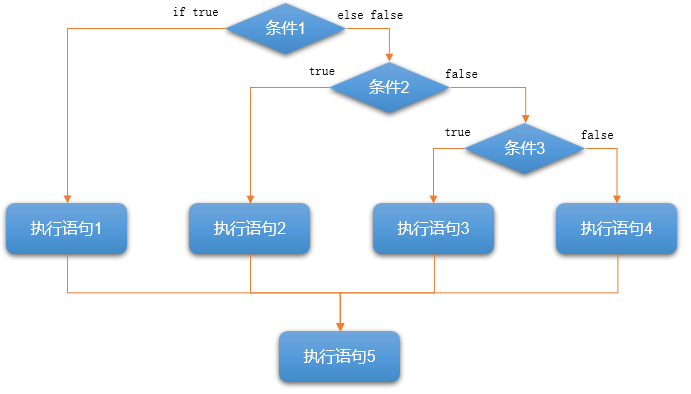 if true
条件1
else false
true
条件2
false
true
条件3
false
执行语句1
执行语句2
执行语句3
执行语句4
执行语句5